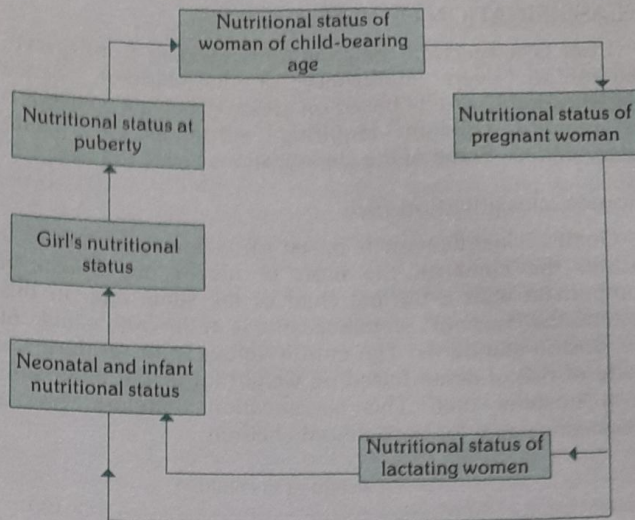 Nutritional status of
woman of child-bearing
age
Nutritional status at
puberty
Nutritional status of
pregnant woman
Girl's nutritional
status
Neonatal and infant
nutritional status
Nutritional status of
lactating women